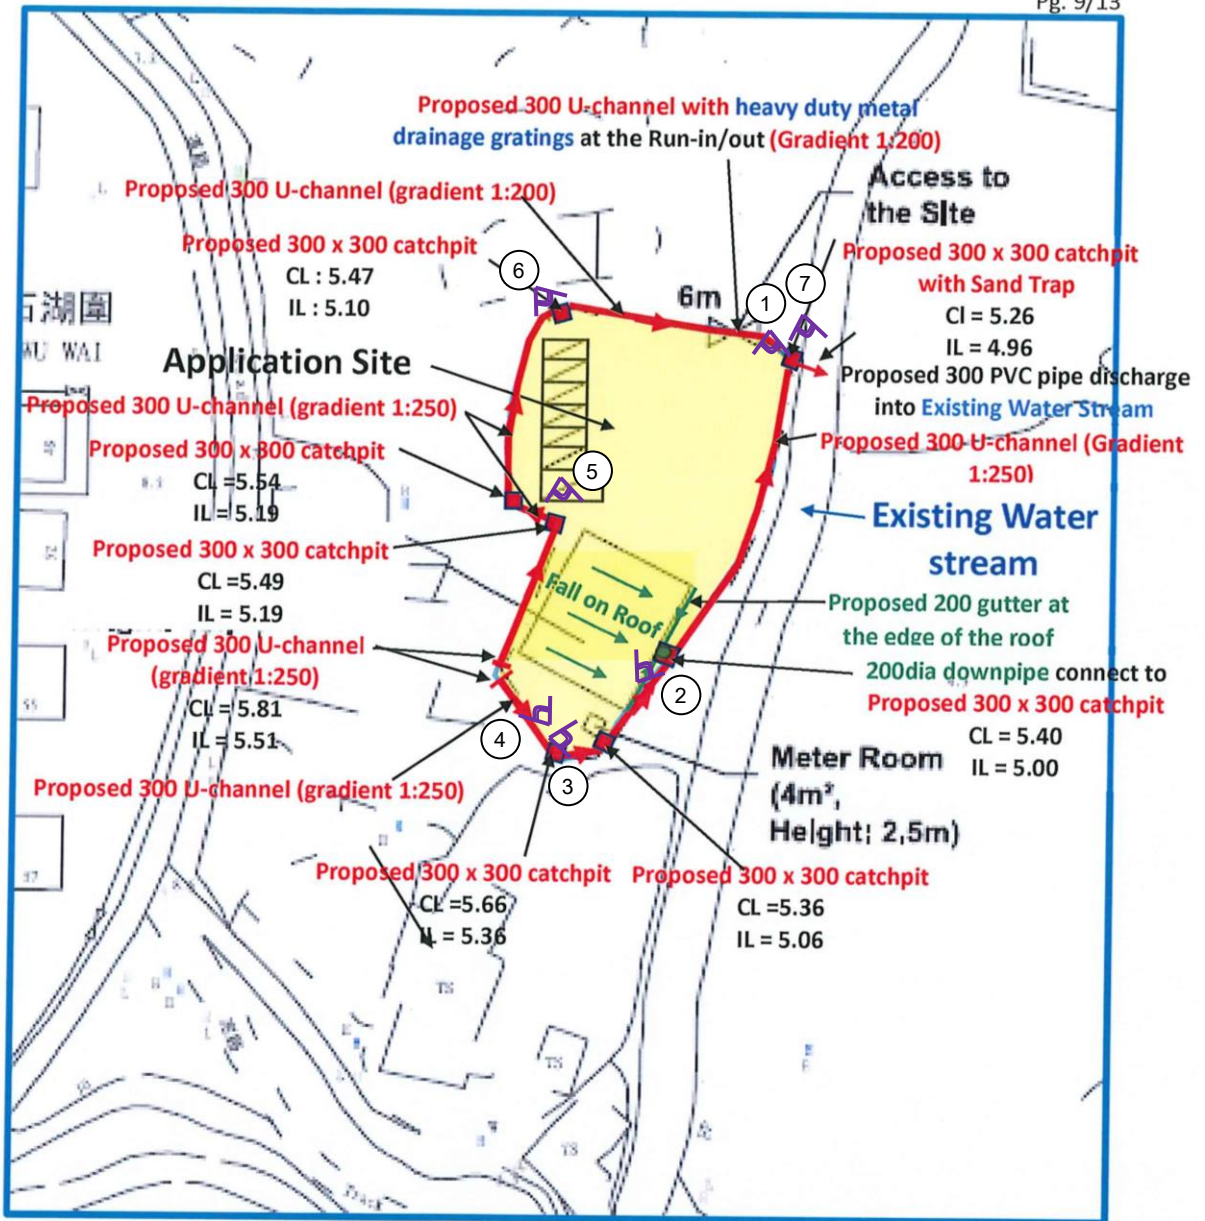 Pg. 9/13
Proposed 300 U-channel with heavy duty metal
drainage gratings at the Run-in/out (Gradient 1:200)
Proposed 300 U-channel (gradient 1:200)
Access to
the Site
Proposed 300 x 300 catchpit
CL : 5.47
IL : 5.10
6
7
1
6m
Proposed 300 x 300 catchpit
with Sand Trap
Cl = 5.26
IL = 4.96
石湖圍
WU WAI
Application Site
Proposed 300 PVC pipe discharge
into Existing Water Stream
Proposed 300 U-channel (gradient 1:250)
Proposed 300 x 300 catchpit
CL =5.54
IL = 5.19
5
Proposed 300 U-channel (Gradient
1:250)
Existing Water
stream
Proposed 300 x 300 catchpit
CL =5.49
IL = 5.19
Fall on Roof
Proposed 200 gutter at
the edge of the roof
Proposed 300 U-channel
(gradient 1:250)
CL = 5.81
IL = 5.51
200dia downpipe connect to
Proposed 300 x 300 catchpit
CL = 5.40
IL = 5.00
2
4
3
Proposed 300 U-channel (gradient 1:250)
Meter Room
(4m²,
Height: 2,5m)
Proposed 300 x 300 catchpit
CL =5.66
IL = 5.36
Proposed 300 x 300 catchpit
CL =5.36
IL = 5.06
TS
TS
TS
Track